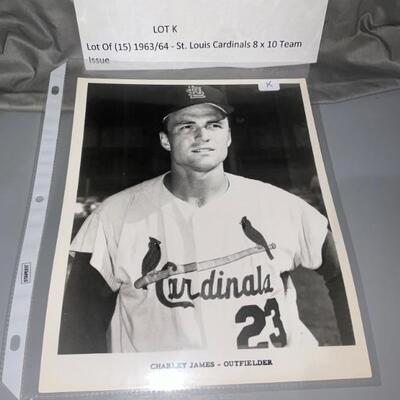 LOT K
Lot Of (15) 1963/64 - St. Louis Cardinals 8 x 10 Team
Issue
K
STL
Cardinals
23
CHARLEY JAMES - OUTFIELDER
STAPLES